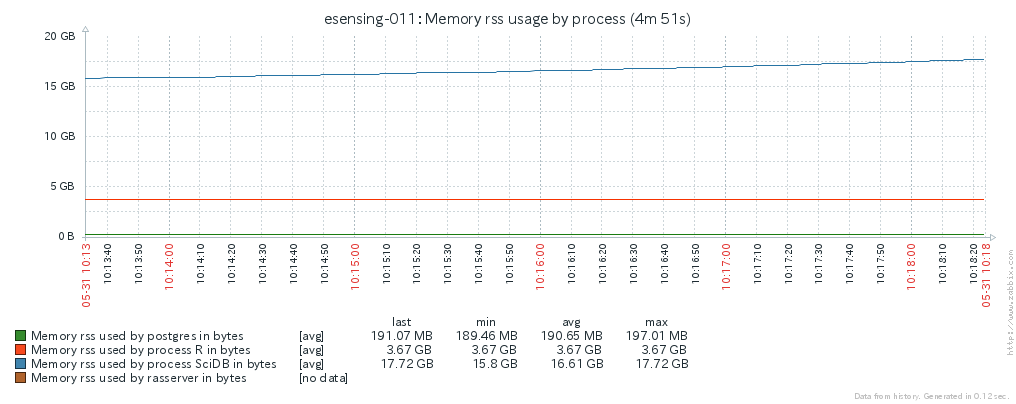 esensing-011: Memory rss usage by process (4m 51s)
20 GB
15 GB
10 GB
5 GB
0 B
05-31 10:13
10:13:40
10:13:50
10:14:00
10:14:10
10:14:20
10:14:30
10:14:40
10:14:50
10:15:00
10:15:10
10:15:20
10:15:30
10:15:40
10:15:50
10:16:00
10:16:10
10:16:20
10:16:30
10:16:40
10:16:50
10:17:00
10:17:10
10:17:20
10:17:30
10:17:40
10:17:50
10:18:00
10:18:10
10:18:20
05-31 10:18
last min avg max
Memory rss used by postgres in bytes [avg] 191.07 MB 189.46 MB 190.65 MB 197.01 MB
Memory rss used by process R in bytes [avg] 3.67 GB 3.67 GB 3.67 GB 3.67 GB
Memory rss used by process SciDB in bytes [avg] 17.72 GB 15.8 GB 16.61 GB 17.72 GB
Memory rss used by rasserver in bytes [no data]
http://www.zabbix.com
Data from history. Generated in 0.12 sec.